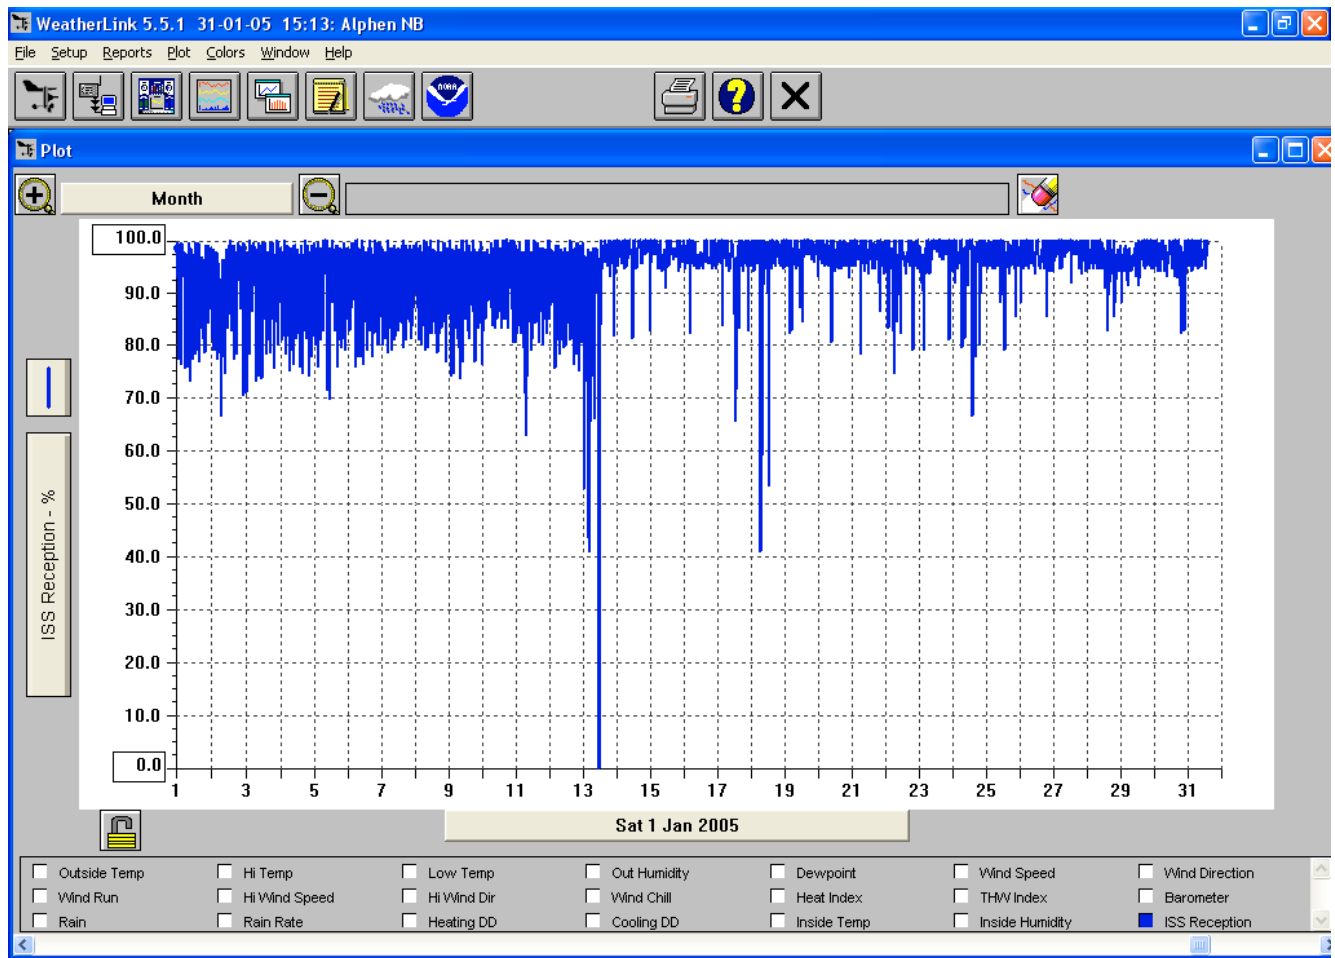 WeatherLink 5.5.1  31-01-05  15:13: Alphen NB
File Setup Reports Plot Colors Window Help
NOAA
Plot
Month
100.0
90.0
80.0
70.0
60.0
50.0
40.0
30.0
20.0
10.0
0.0
ISS Reception - %
1 3 5 7 9 11 13 15 17 19 21 23 25 27 29 31
Sat 1 Jan 2005
Outside Temp Hi Temp Low Temp Out Humidity Dewpoint Wind Speed Wind Direction
Wind Run Hi Wind Speed Hi Wind Dir Wind Chill Heat Index THW Index Barometer
Rain Rain Rate Heating DD Cooling DD Inside Temp Inside Humidity ISS Reception